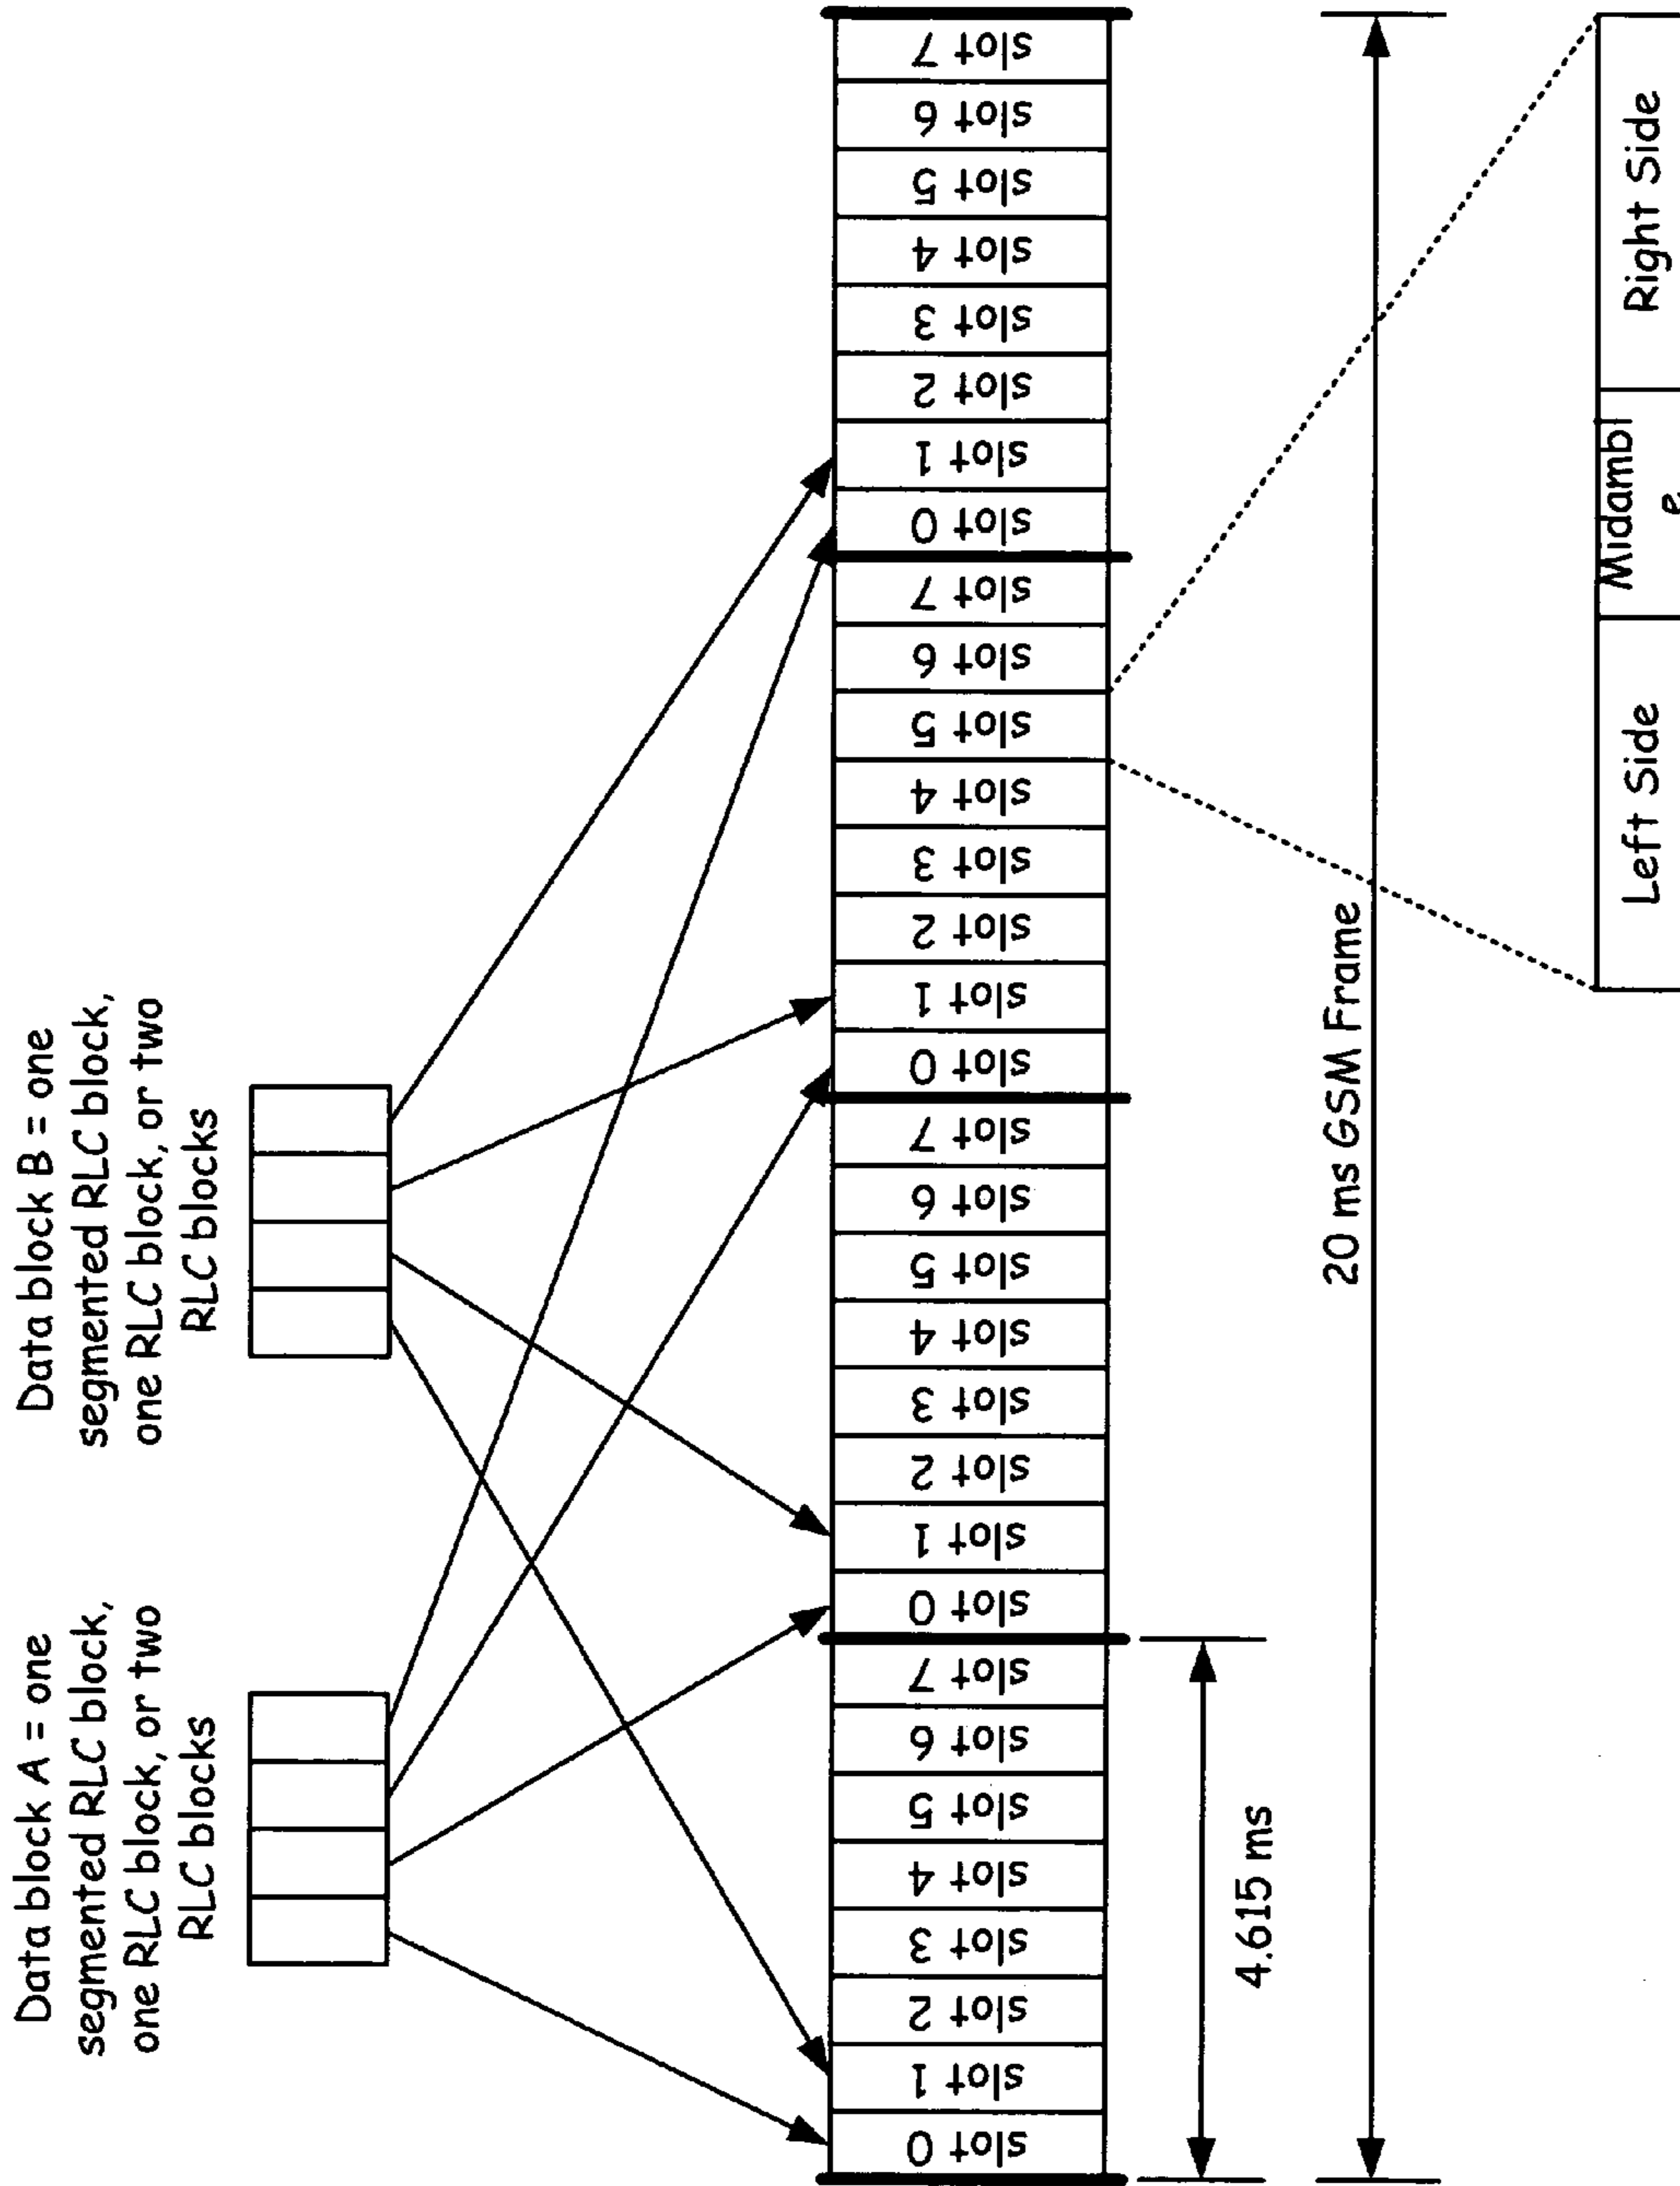 Data block A = one
segmented RLC block,
one RLC block, or two
RLC blocks
Data block B = one
segmented RLC block,
one RLC block, or two
RLC blocks
slot 0
slot 1
slot 2
slot 3
slot 4
slot 5
slot 6
slot 7
slot 0
slot 1
slot 2
slot 3
slot 4
slot 5
slot 6
slot 7
slot 0
slot 1
slot 2
slot 3
slot 4
slot 5
slot 6
slot 7
slot 0
slot 1
slot 2
slot 3
slot 4
slot 5
slot 6
slot 7
4.615 ms
20 ms GSM Frame
Left Side
Midambl
e
Right Side